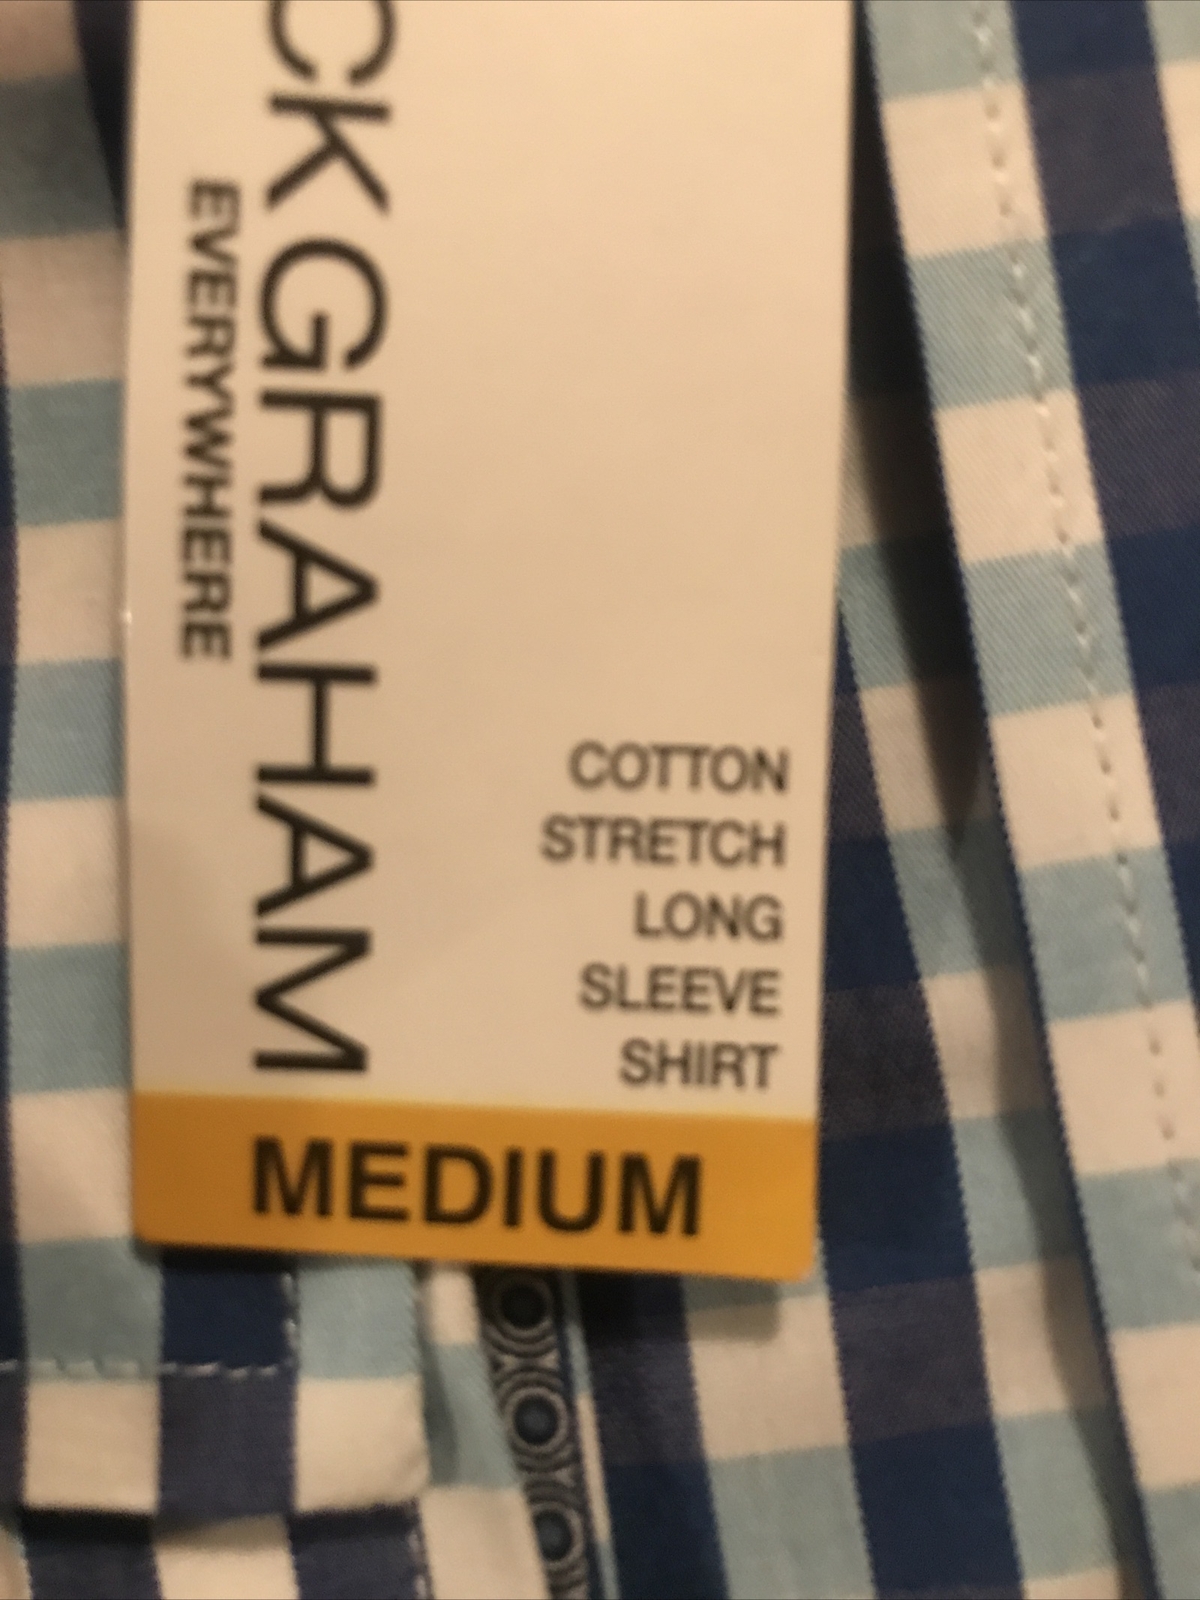 CK GRAHAM
EVERYWHERE
COTTON
STRETCH
LONG
SLEEVE
SHIRT
MEDIUM